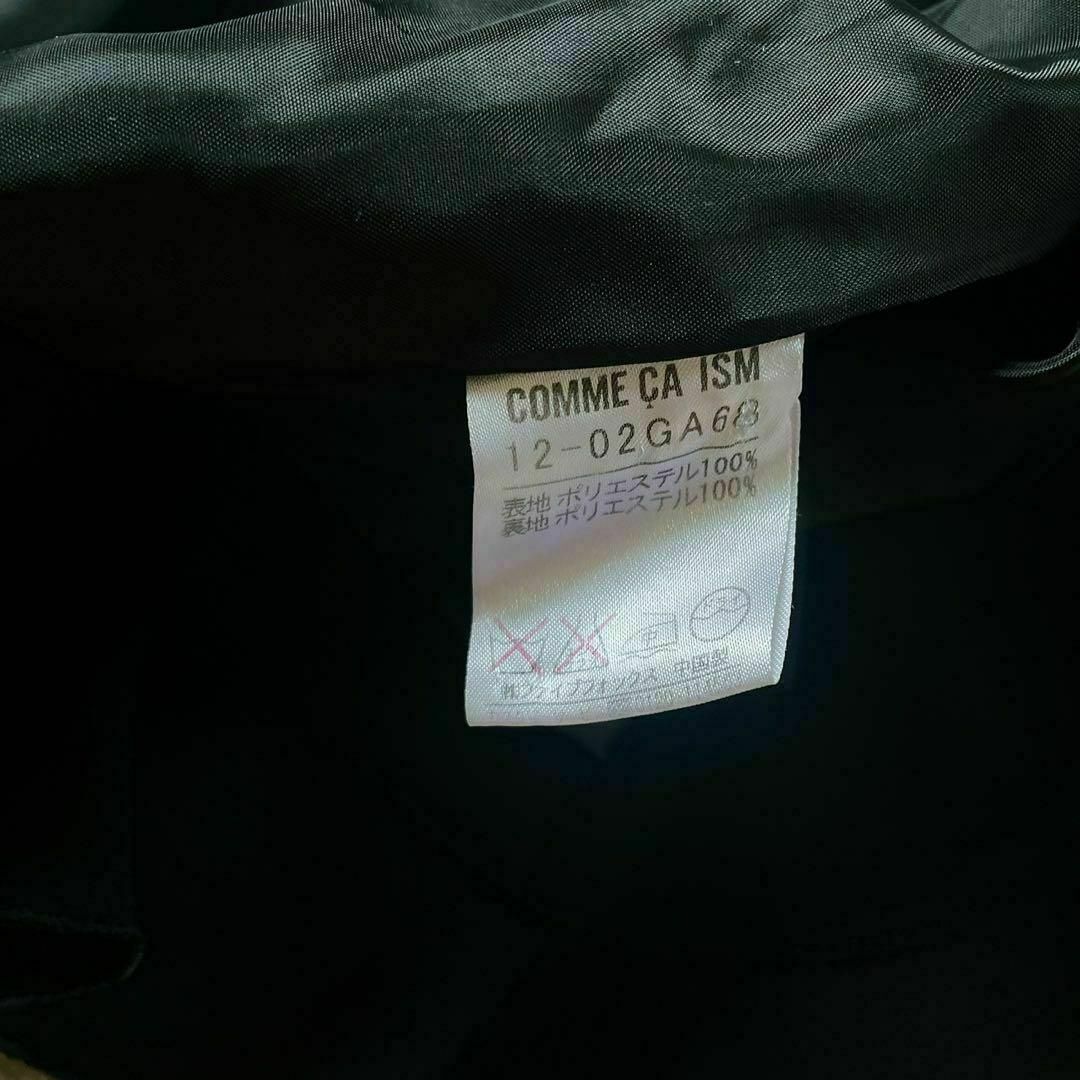 COMME ÇA ISM
12-02GA68
表地 ポリエステル100%
裏地 ポリエステル100%
㈱ファイブフォックス 中国製